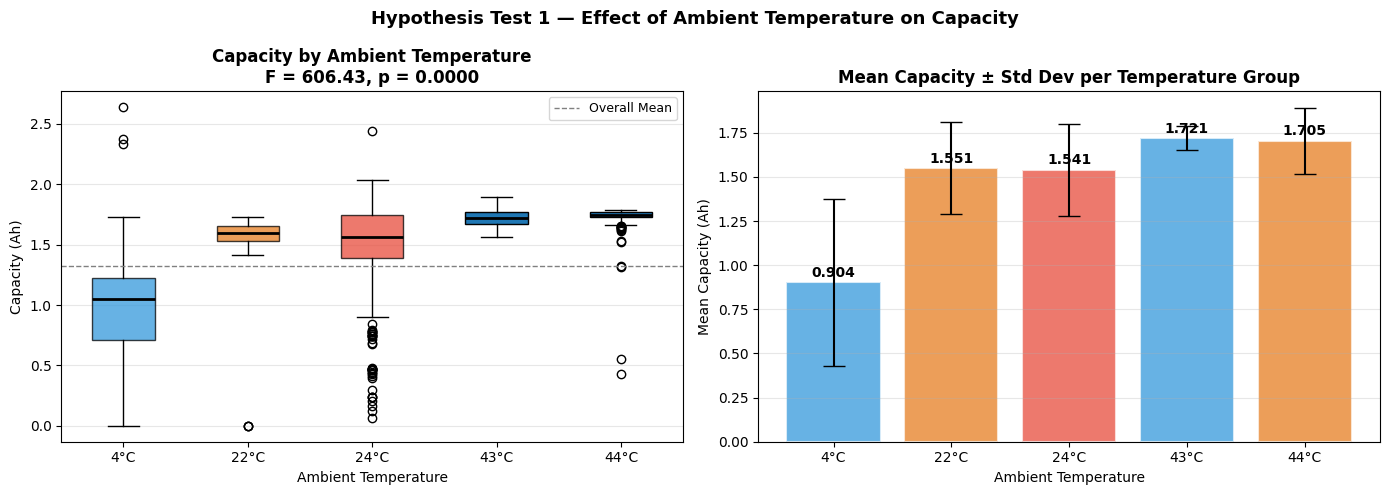 Hypothesis Test 1 — Effect of Ambient Temperature on Capacity
Capacity by Ambient Temperature
F = 606.43, p = 0.0000
Overall Mean
Capacity (Ah)
2.5
2.0
1.5
1.0
0.5
0.0
4°C
22°C
24°C
43°C
44°C
Ambient Temperature
Mean Capacity ± Std Dev per Temperature Group
Mean Capacity (Ah)
1.75
1.50
1.25
1.00
0.75
0.50
0.25
0.00
0.904
1.551
1.541
1.721
1.705
4°C
22°C
24°C
43°C
44°C
Ambient Temperature